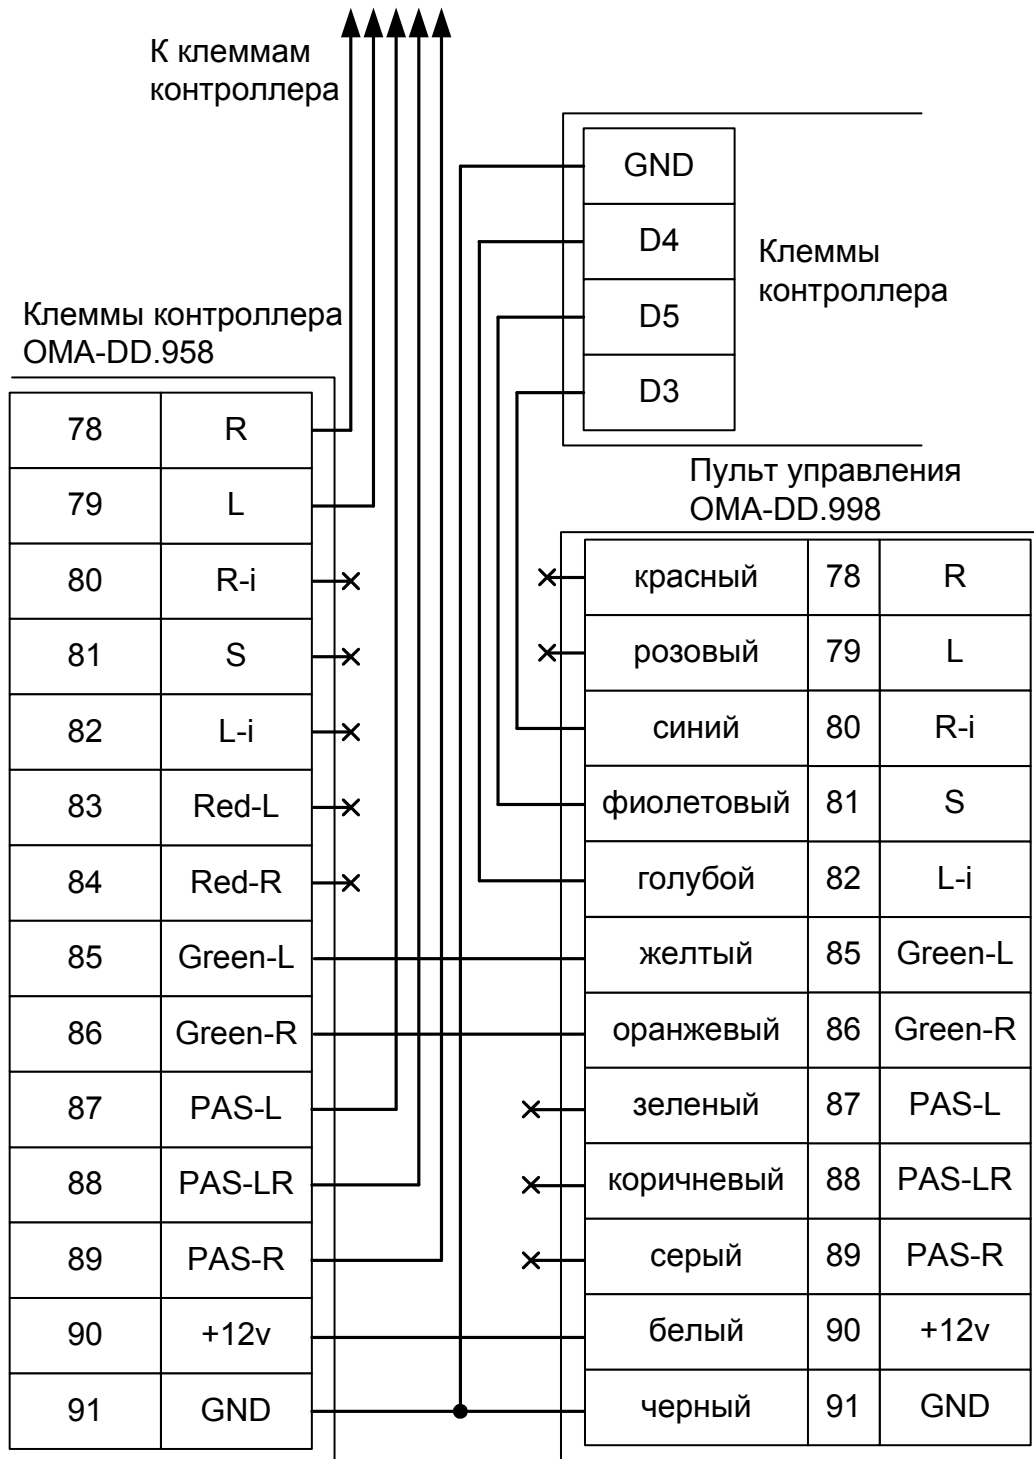 К клеммам
контроллера
GND
D4
D5
D3
Клеммы
контроллера
Клеммы контроллера
OMA-DD.958
78 R
79 L
80 R-i
81 S
82 L-i
83 Red-L
84 Red-R
85 Green-L
86 Green-R
87 PAS-L
88 PAS-LR
89 PAS-R
90 +12v
91 GND
Пульт управления
OMA-DD.998
красный 78 R
розовый 79 L
синий 80 R-i
фиолетовый 81 S
голубой 82 L-i
желтый 85 Green-L
оранжевый 86 Green-R
зеленый 87 PAS-L
коричневый 88 PAS-LR
серый 89 PAS-R
белый 90 +12v
черный 91 GND